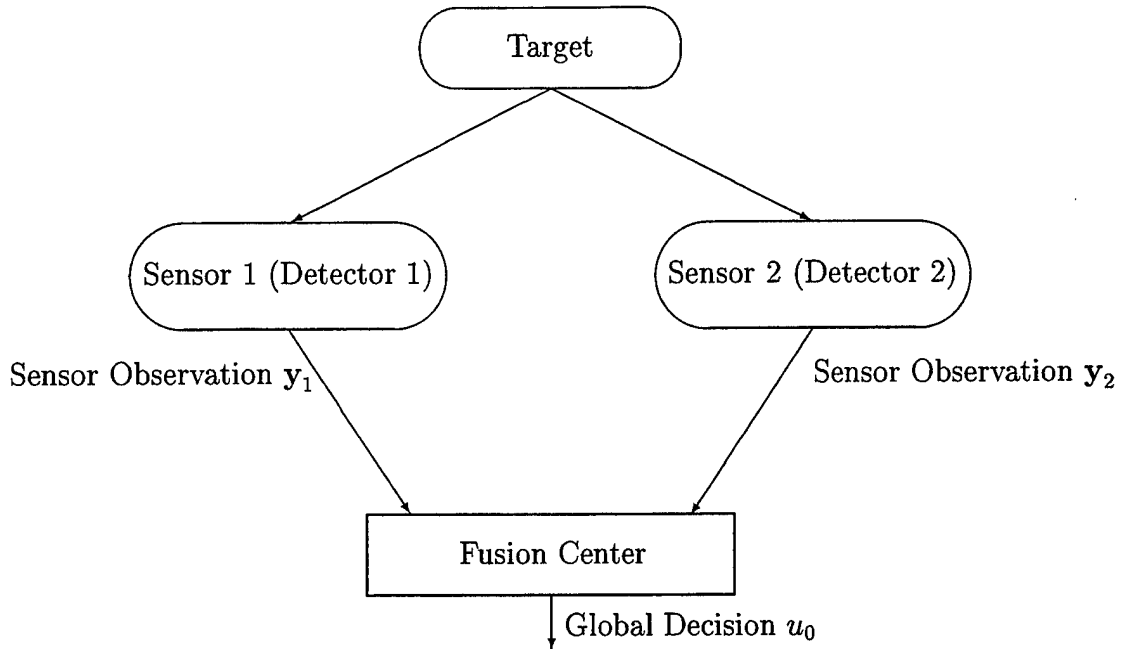 Target
Sensor 1 (Detector 1)
Sensor 2 (Detector 2)
Sensor Observation y₁
Sensor Observation y₂
Fusion Center
Global Decision u₀